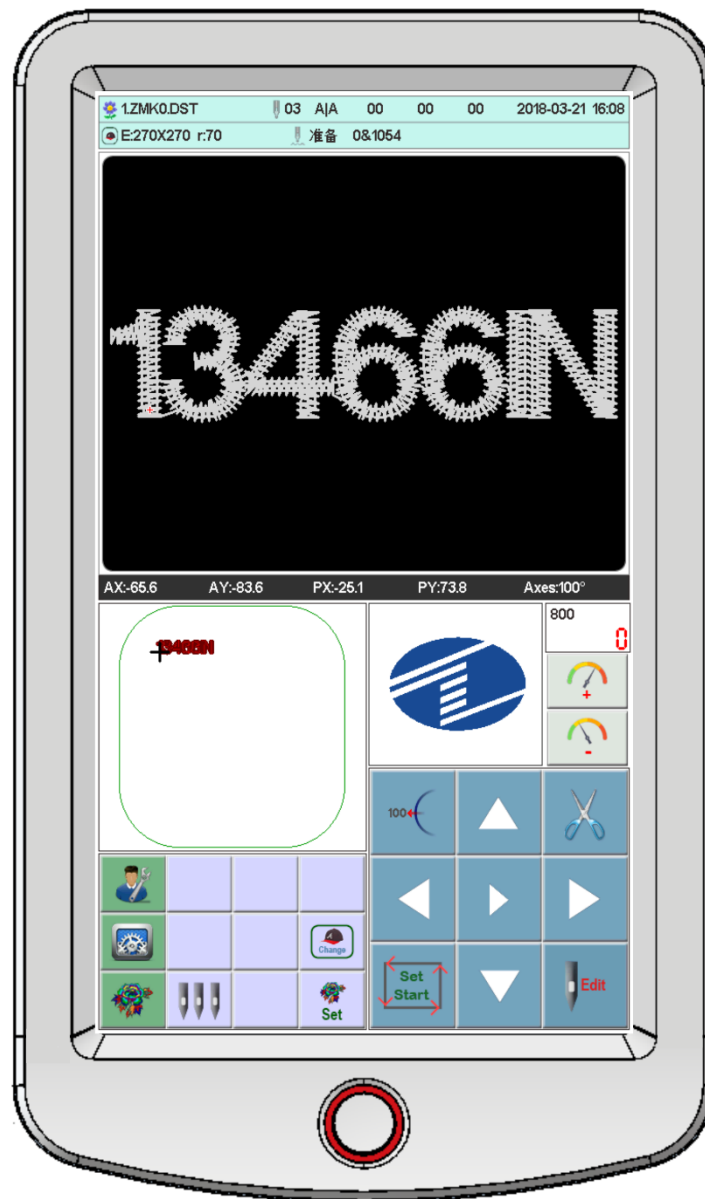 1.ZMK0.DST 03 A|A 00 00 00 2018-03-21 16:08
E:270X270 r:70 准备 0&1054
13466N
AX:-65.6 AY:-83.6 PX:-25.1 PY:73.8 Axes:100°
13466N
800
0
+
-
100
Change
Set
Start
Edit
Set